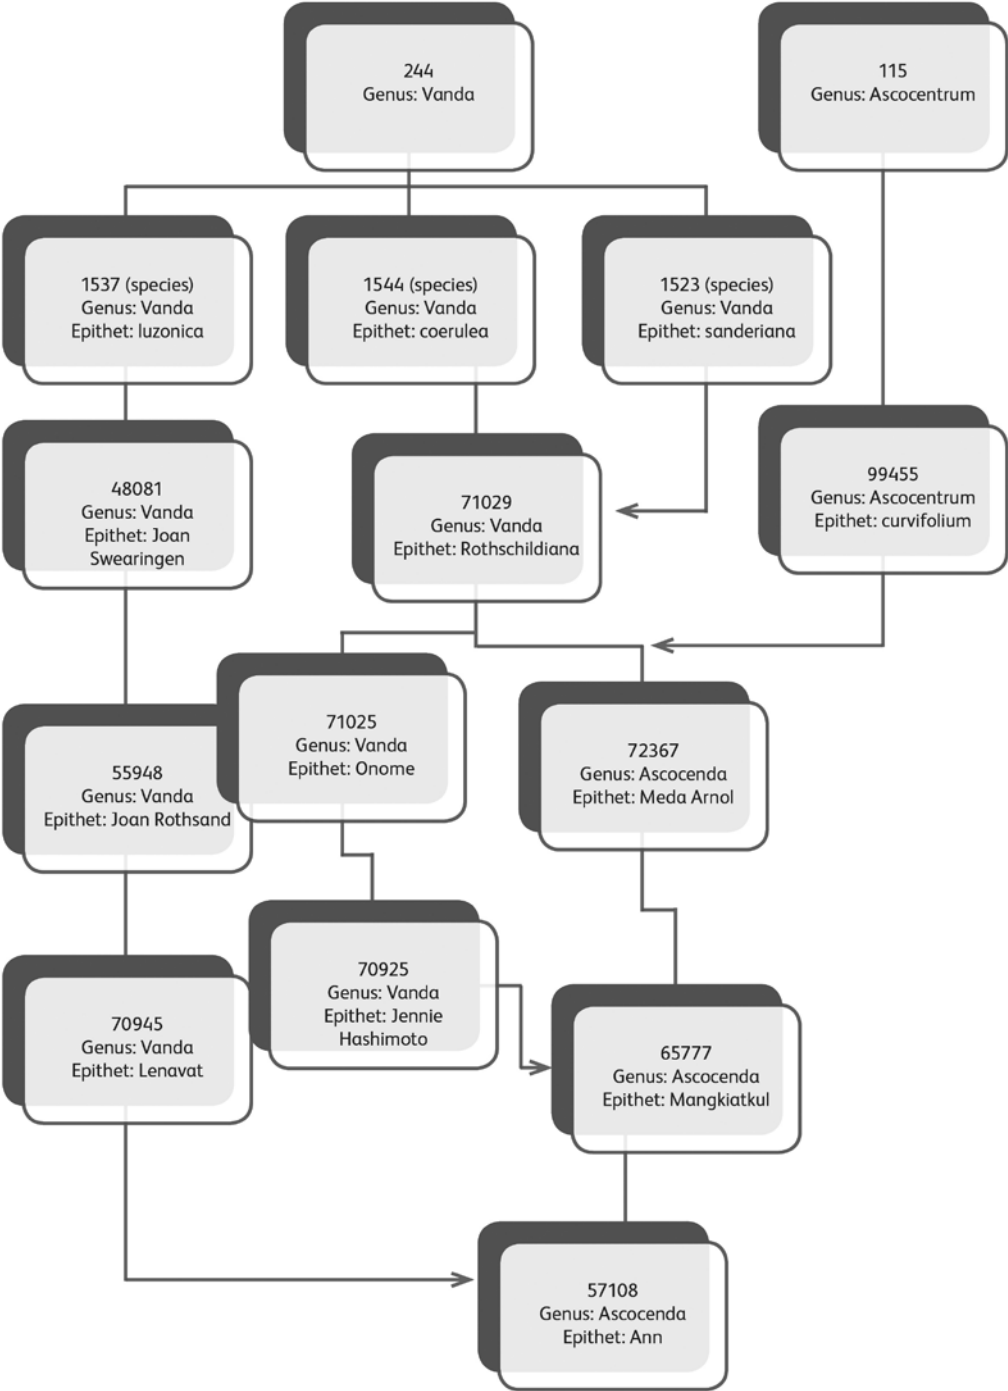 244
Genus: Vanda
115
Genus: Ascocentrum
1537 (species)
Genus: Vanda
Epithet: luzonica
1544 (species)
Genus: Vanda
Epithet: coerulea
1523 (species)
Genus: Vanda
Epithet: sanderiana
48081
Genus: Vanda
Epithet: Joan
Swearingen
71029
Genus: Vanda
Epithet: Rothschildiana
99455
Genus: Ascocentrum
Epithet: curvifolium
55948
Genus: Vanda
Epithet: Joan Rothsand
71025
Genus: Vanda
Epithet: Onome
72367
Genus: Ascocenda
Epithet: Meda Arnol
70945
Genus: Vanda
Epithet: Lenavat
70925
Genus: Vanda
Epithet: Jennie
Hashimoto
65777
Genus: Ascocenda
Epithet: Mangkiatkul
57108
Genus: Ascocenda
Epithet: Ann